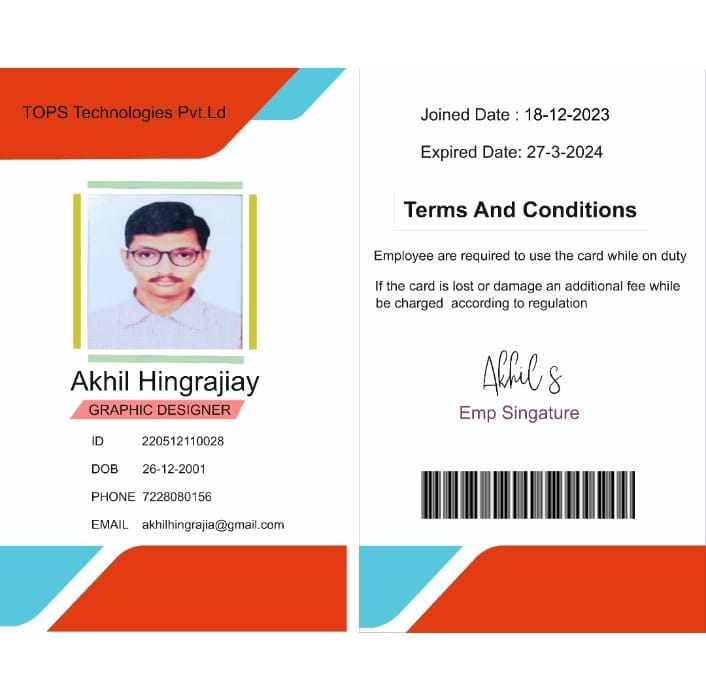 TOPS Technologies Pvt.Ld
Akhil Hingrajiay
GRAPHIC DESIGNER
ID 220512110028
DOB 26-12-2001
PHONE 7228080156
EMAIL akhilhingrajia@gmail.com
Joined Date : 18-12-2023
Expired Date: 27-3-2024
Terms And Conditions
Employee are required to use the card while on duty
If the card is lost or damage an additional fee while
be charged according to regulation
Akhil S
Emp Singature